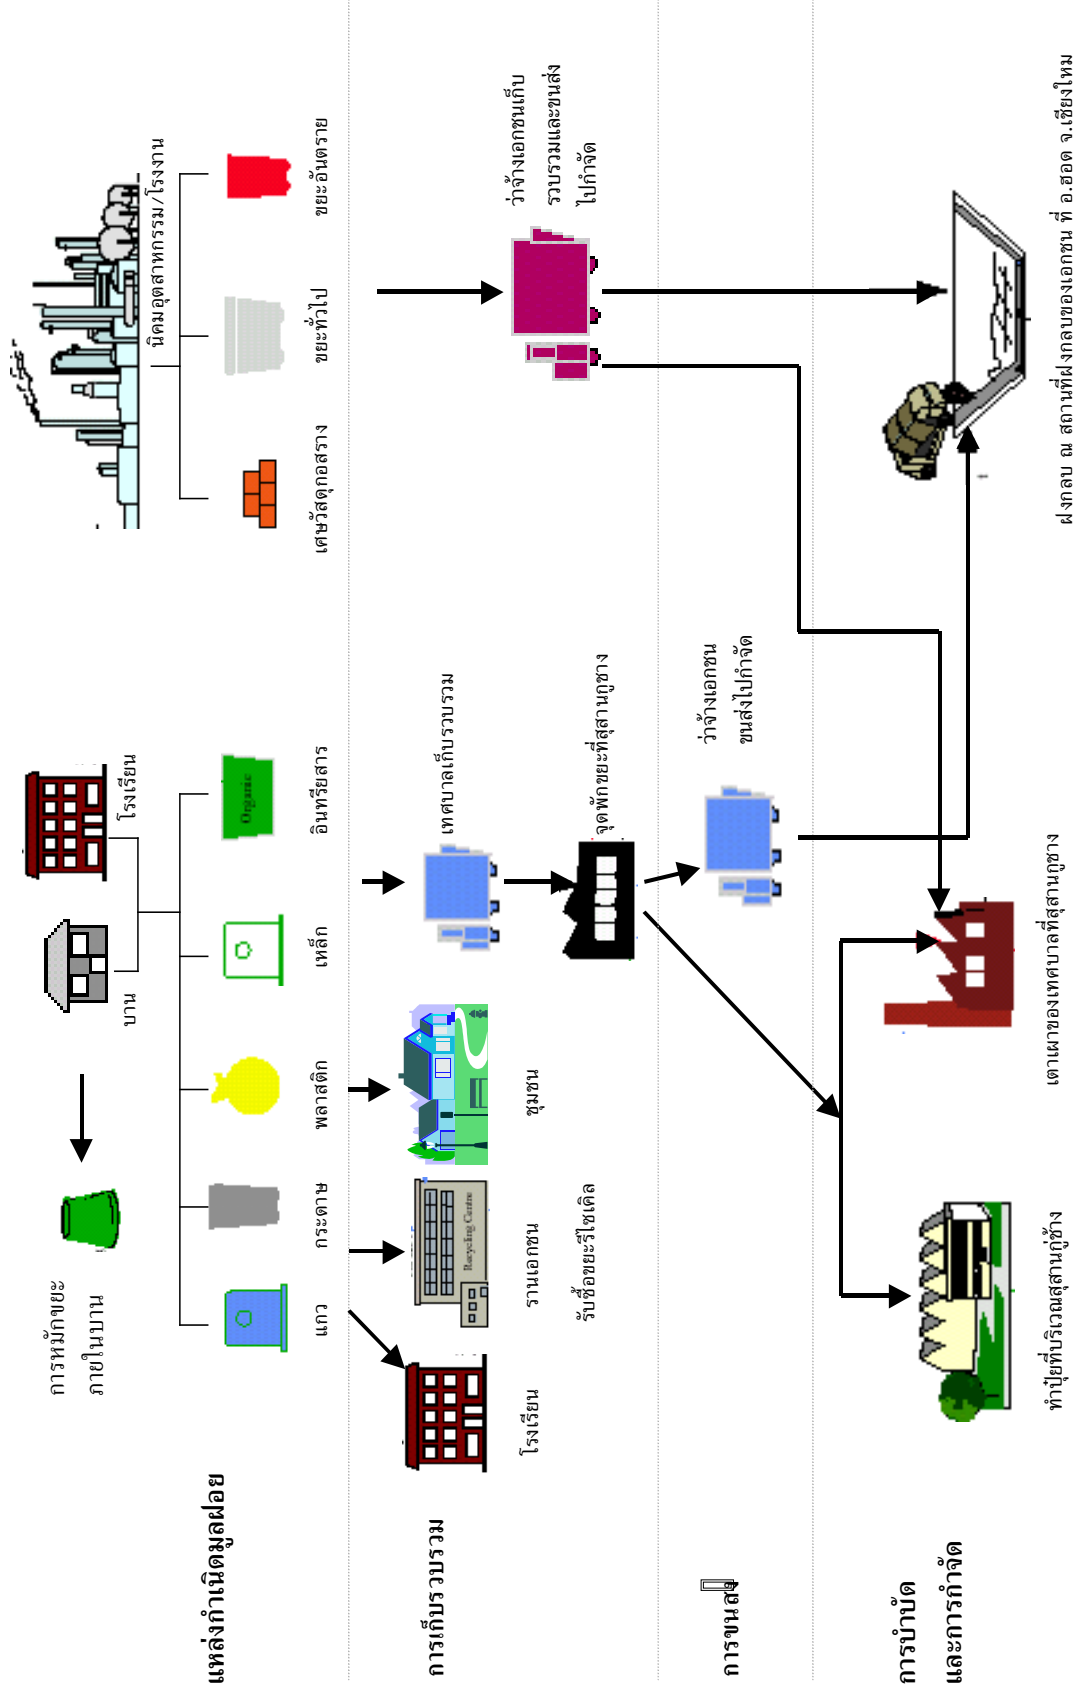 แหล่งกำเนิดมูลฝอย
การหมักขยะ
ภายในบาน
บาน
โรงเรียน
นิคมอุตสาหกรรม/โรงงาน
แกว
กระดาษ
พลาสติก
เหล็ก
อินทรียสาร
Organic
เศษวัสดุกอสราง
ขยะทั่วไป
ขยะอันตราย
การเก็บรวบรวม
โรงเรียน
รานเอกชน
รับซื้อขยะรีไซเคิล
Recycling Centre
ชุมชน
เทศบาลเก็บรวบรวม
จุดพักขยะที่สุสานกูชาง
ว่าจ้างเอกชนเก็บ
รวบรวมและขนส่ง
ไปกำจัด
การขนสง
ว่าจ้างเอกชน
ขนส่งไปกำจัด
การบำบัด
และการกำจัด
ทำปุ๋ยที่บริเวณสุสานกู่ช้าง
เตาเผาของเทศบาลที่สุสานกูชาง
ฝงกลบ ณ สถานที่ฝงกลบของเอกชน ที่ อ.ฮอด จ.เชียงใหม